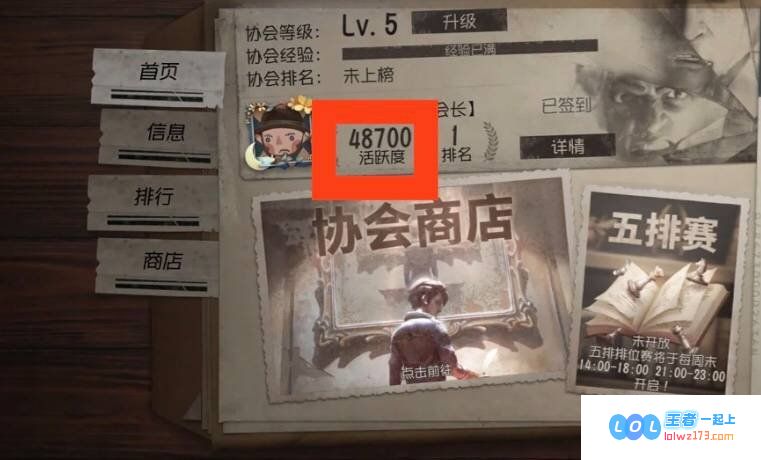 协会等级： Lv. 5 升级
协会经验： 经验已满
协会排名： 未上榜
首页
信息
排行
商店
会长】 已签到
48700
活跃度
1
排名
详情
协会商店
点击前往
五排赛
未开放
五排排位赛将于每周末
14:00-18:00 21:00-23:00
开启！
LOL 王者一起上
lolwz173.com